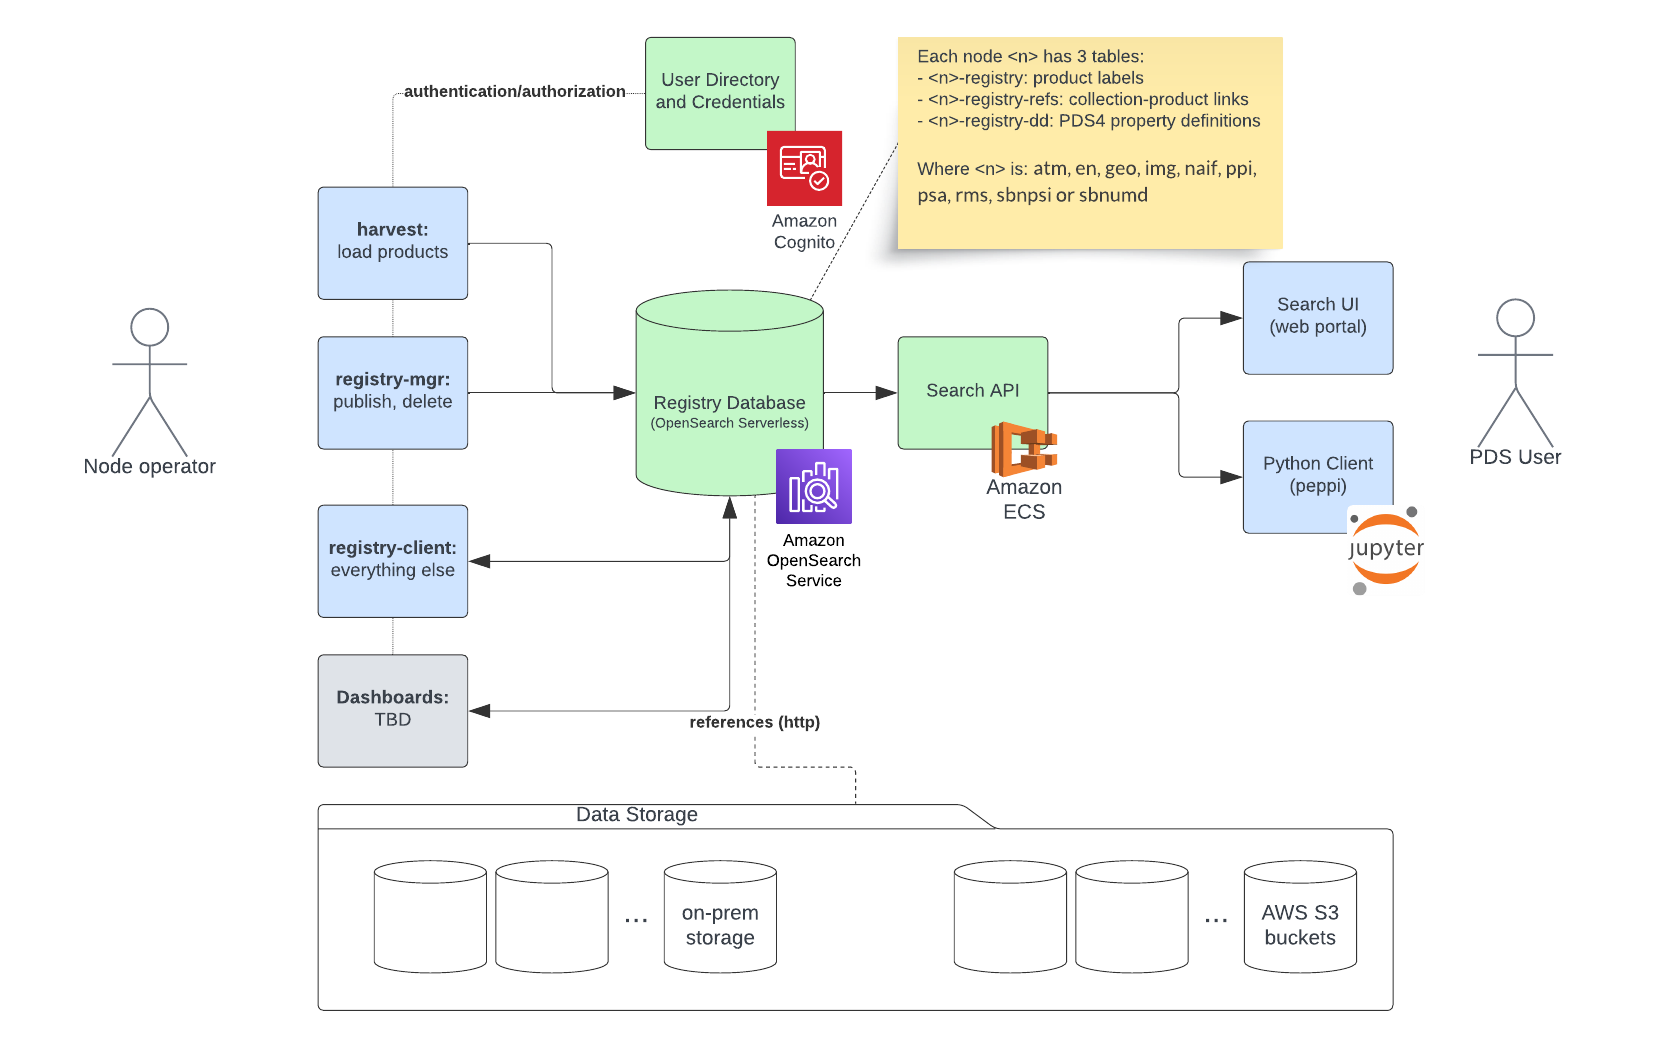 User Directory
and Credentials
authentication/authorization
Amazon
Cognito
Each node <n> has 3 tables:
- <n>-registry: product labels
- <n>-registry-refs: collection-product links
- <n>-registry-dd: PDS4 property definitions
Where <n> is: atm, en, geo, img, naif, ppi,
psa, rms, sbnpsi or sbnumd
harvest:
load products
registry-mgr:
publish, delete
registry-client:
everything else
Dashboards:
TBD
Node operator
Registry Database
(OpenSearch Serverless)
Amazon
OpenSearch
Service
Search API
Amazon
ECS
Search UI
(web portal)
Python Client
(peppi)
jupyter
PDS User
references (http)
Data Storage
...
on-prem
storage
...
AWS S3
buckets